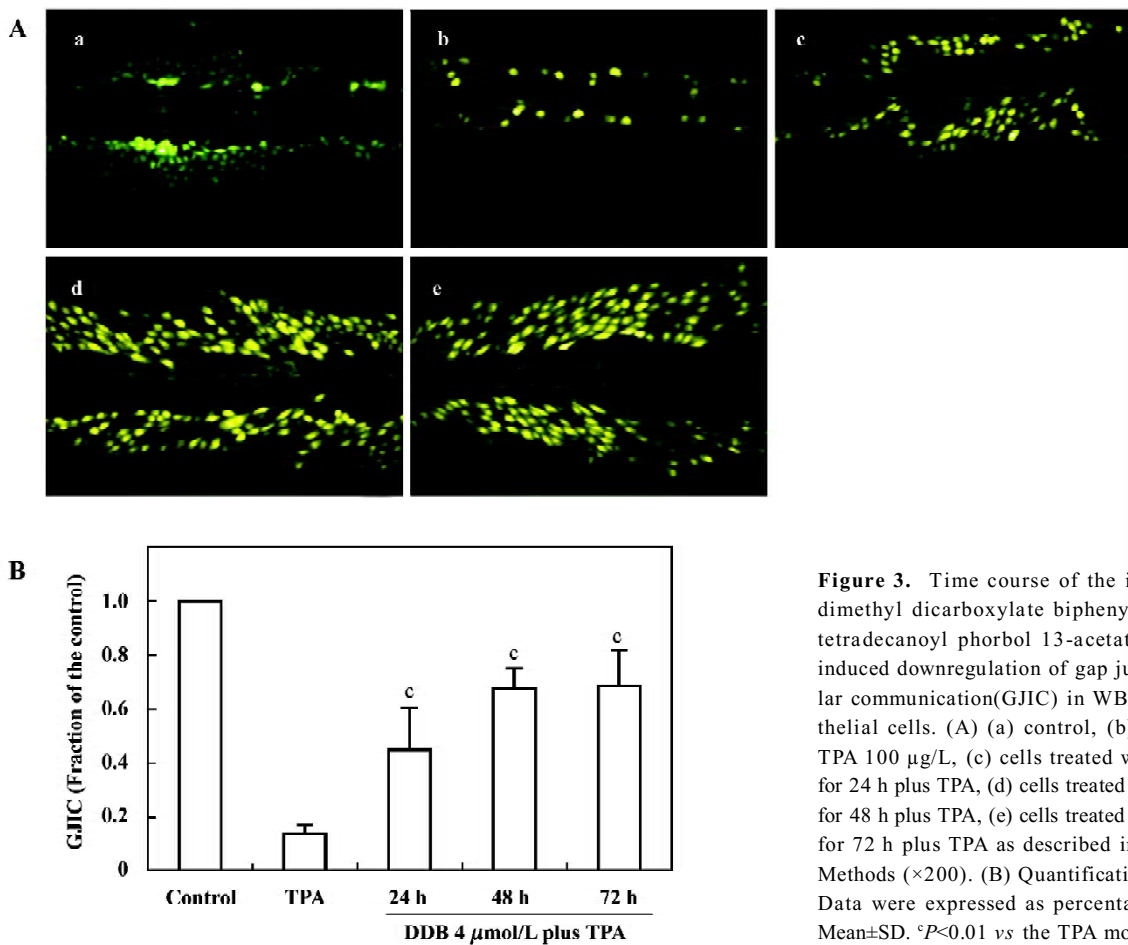 A
a
b
c
d
e
B
GJIC (Fraction of the control)
1.0
0.8
0.6
0.4
0.2
0
c
c
c
Control TPA 24 h 48 h 72 h
DDB 4 μmol/L plus TPA
Figure 3. Time course of the i
dimethyl dicarboxylate bipheny
tetradecanoyl phorbol 13-acetat
induced downregulation of gap ju
lar communication(GJIC) in WB
thelial cells. (A) (a) control, (b)
TPA 100 μg/L, (c) cells treated w
for 24 h plus TPA, (d) cells treated
for 48 h plus TPA, (e) cells treated
for 72 h plus TPA as described in
Methods (×200). (B) Quantificati
Data were expressed as percenta
Mean±SD. ᶜP<0.01 vs the TPA mo